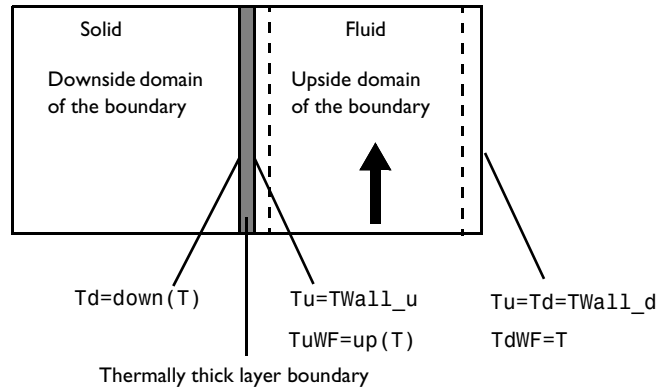 Solid
Fluid
Downside domain
of the boundary
Upside domain
of the boundary
Td=down(T)
Tu=TWall_u
TuWF=up(T)
Tu=Td=TWall_d
TdWF=T
Thermally thick layer boundary